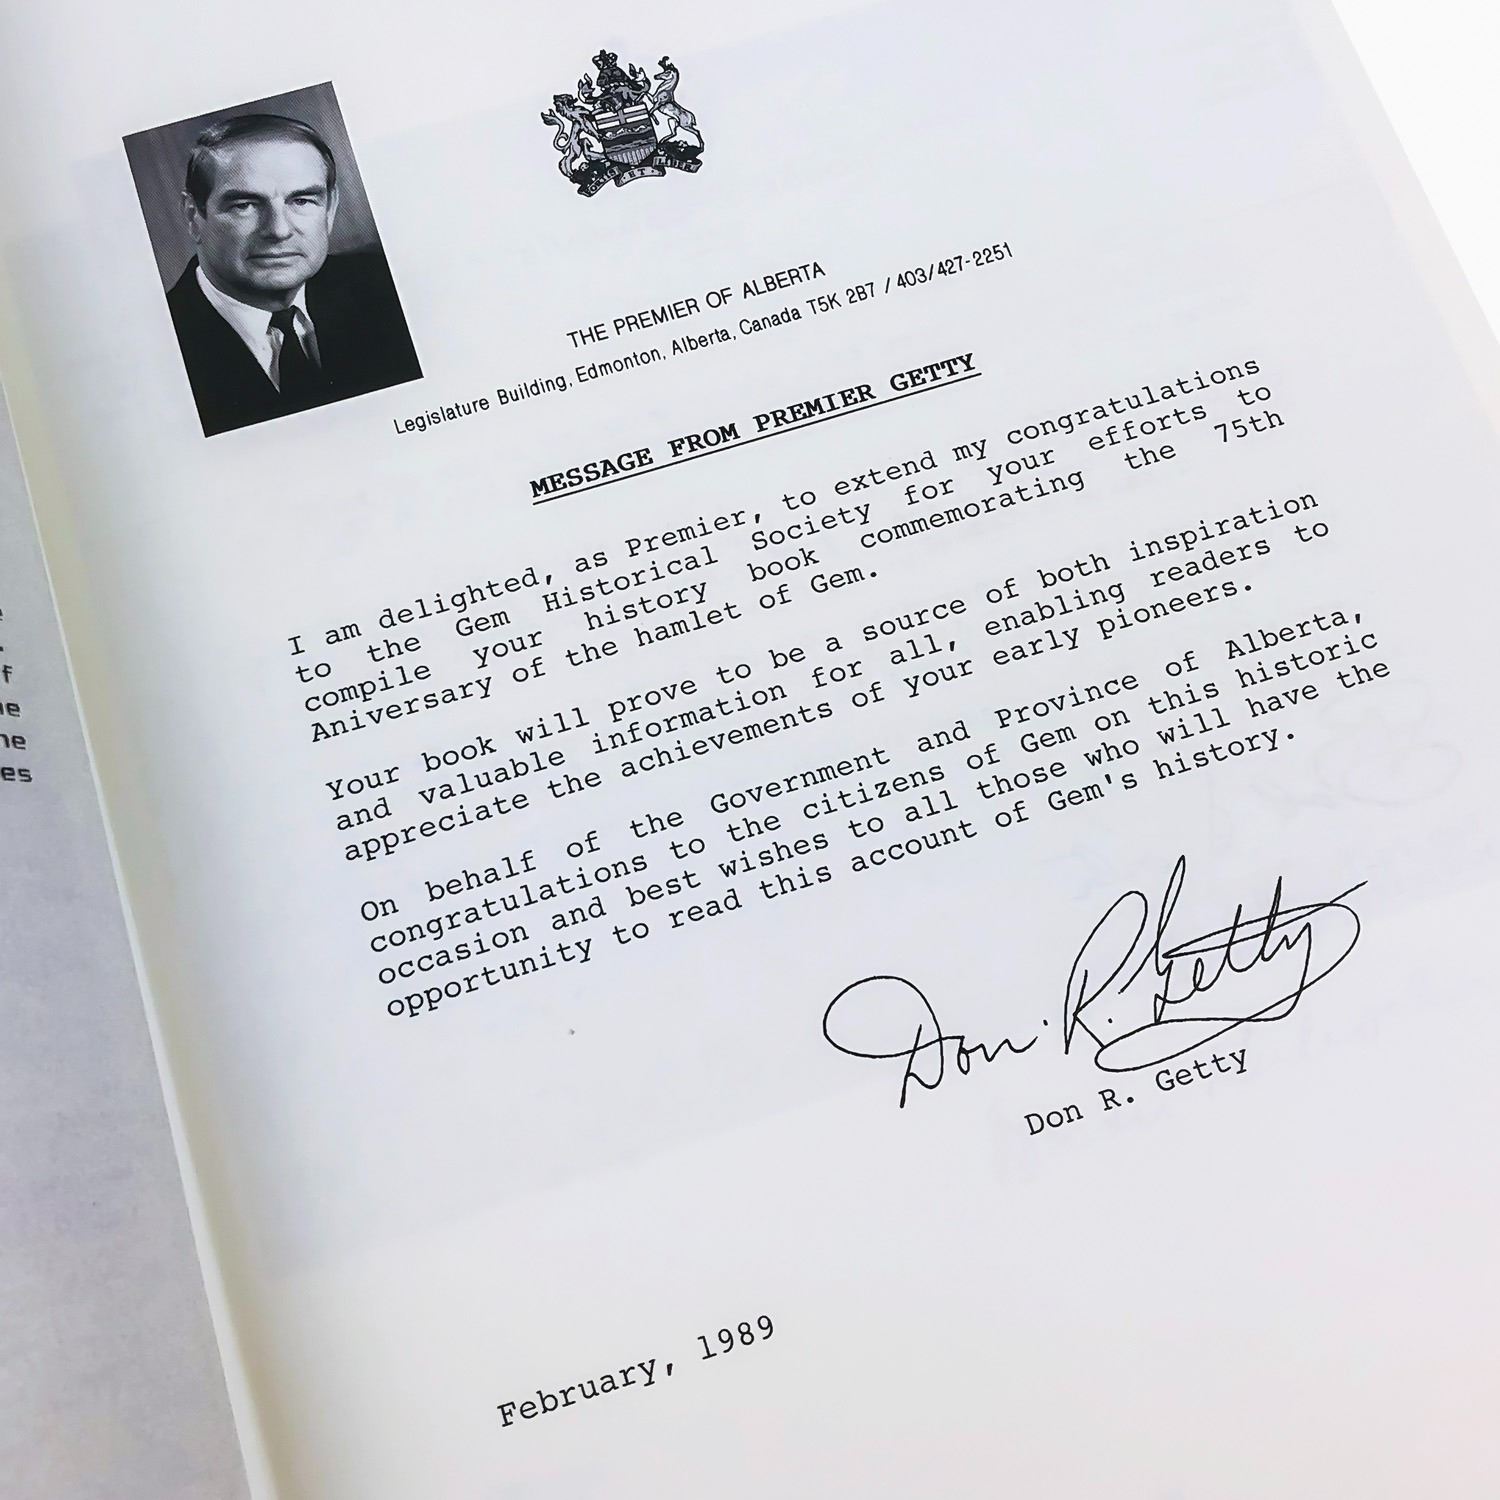 FORTIS ET LIBER
THE PREMIER OF ALBERTA
Legislature Building, Edmonton, Alberta, Canada T5K 2B7 / 403/427-2251
MESSAGE FROM PREMIER GETTY
I am delighted, as Premier, to extend my congratulations
to the Gem Historical Society for your efforts to
compile your history book commemorating the 75th
Aniversary of the hamlet of Gem.
Your book will prove to be a source of both inspiration
and valuable information for all, enabling readers to
appreciate the achievements of your early pioneers.
On behalf of the Government and Province of Alberta,
congratulations to the citizens of Gem on this historic
occasion and best wishes to all those who will have the
opportunity to read this account of Gem's history.
Don R. Getty
Don R. Getty
February, 1989